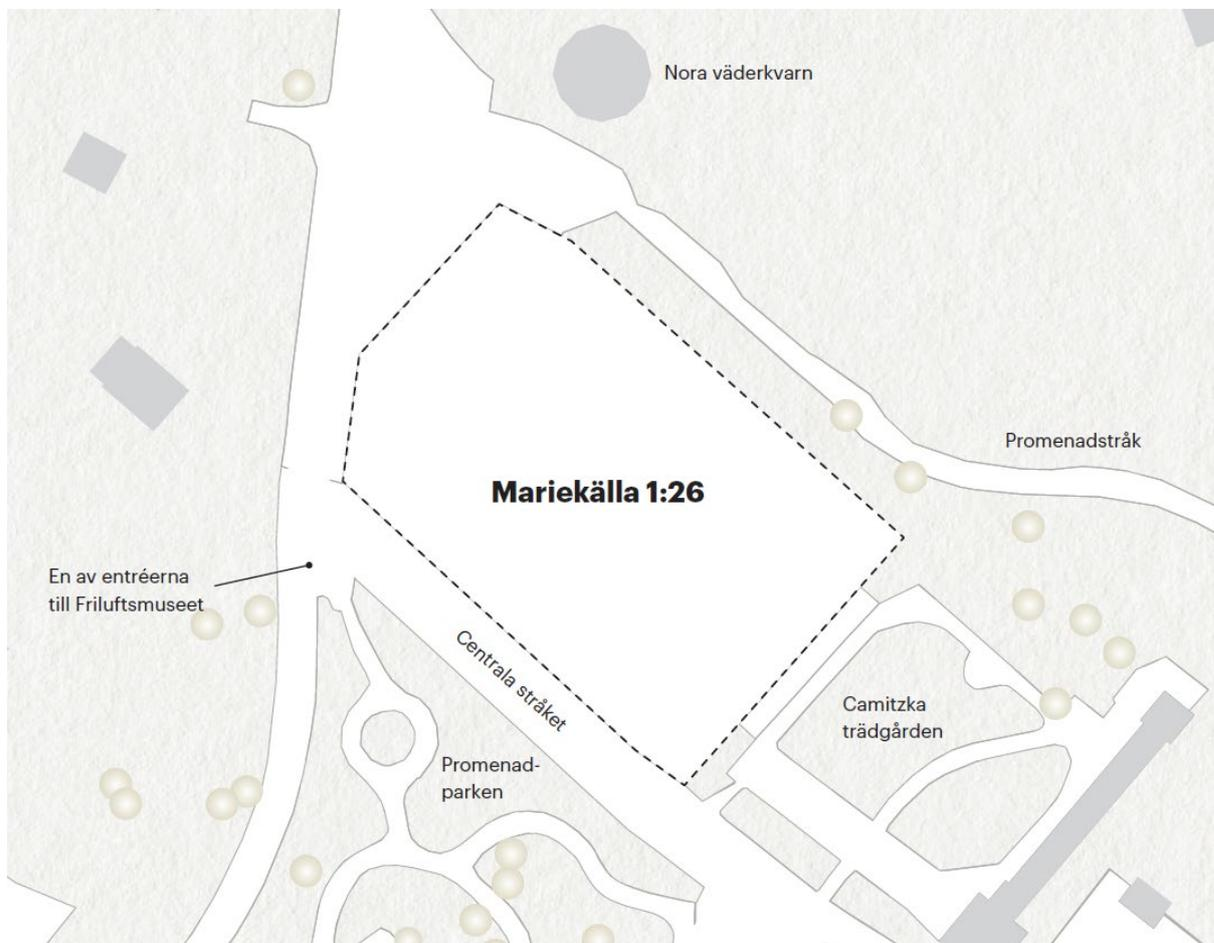 Nora väderkvarn
Promenadstråk
Mariekälla 1:26
En av entréerna
till Friluftsmuseet
Centrala stråket
Camitzka
trädgården
Promenad-
parken